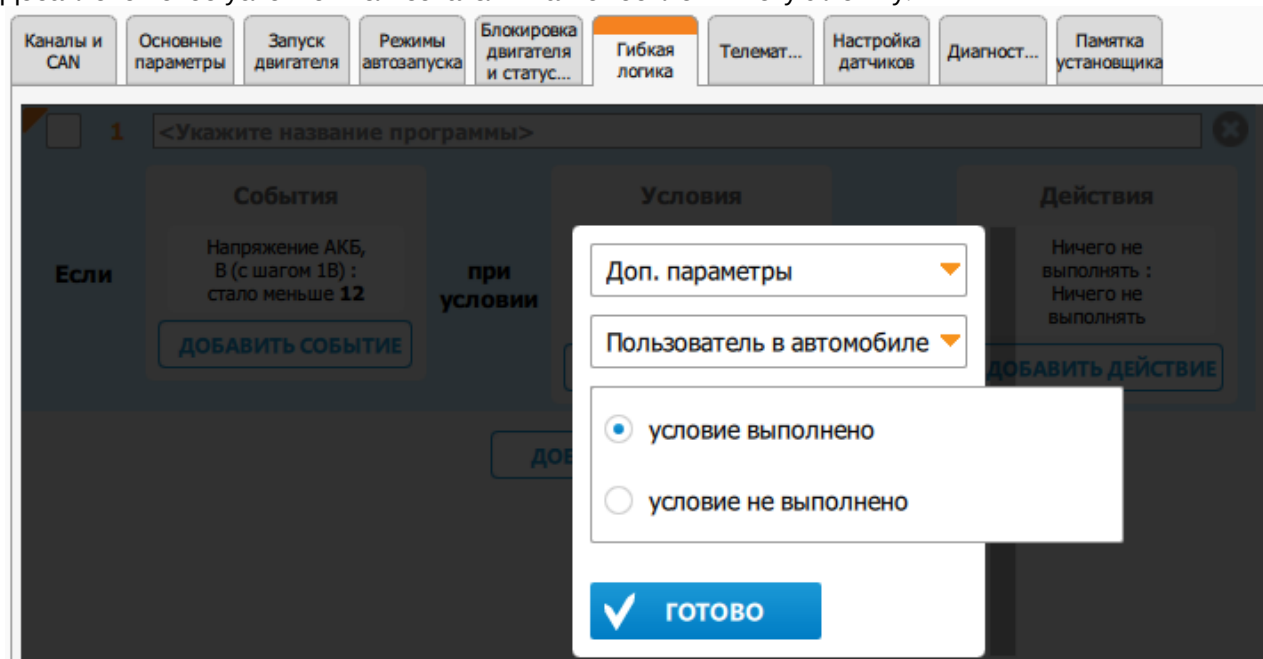 Каналы и CAN
Основные параметры
Запуск двигателя
Режимы автозапуска
Блокировка двигателя и статус...
Гибкая логика
Телемат...
Настройка датчиков
Диагност...
Памятка установщика
1
<Укажите название программы>
События
Условия
Действия
Если
Напряжение АКБ,
В (с шагом 1В) :
стало меньше 12
ДОБАВИТЬ СОБЫТИЕ
при
условии
Доп. параметры
Пользователь в автомобиле
условие выполнено
условие не выполнено
ГОТОВО
Ничего не
выполнять :
Ничего не
выполнять
ДОБАВИТЬ ДЕЙСТВИЕ